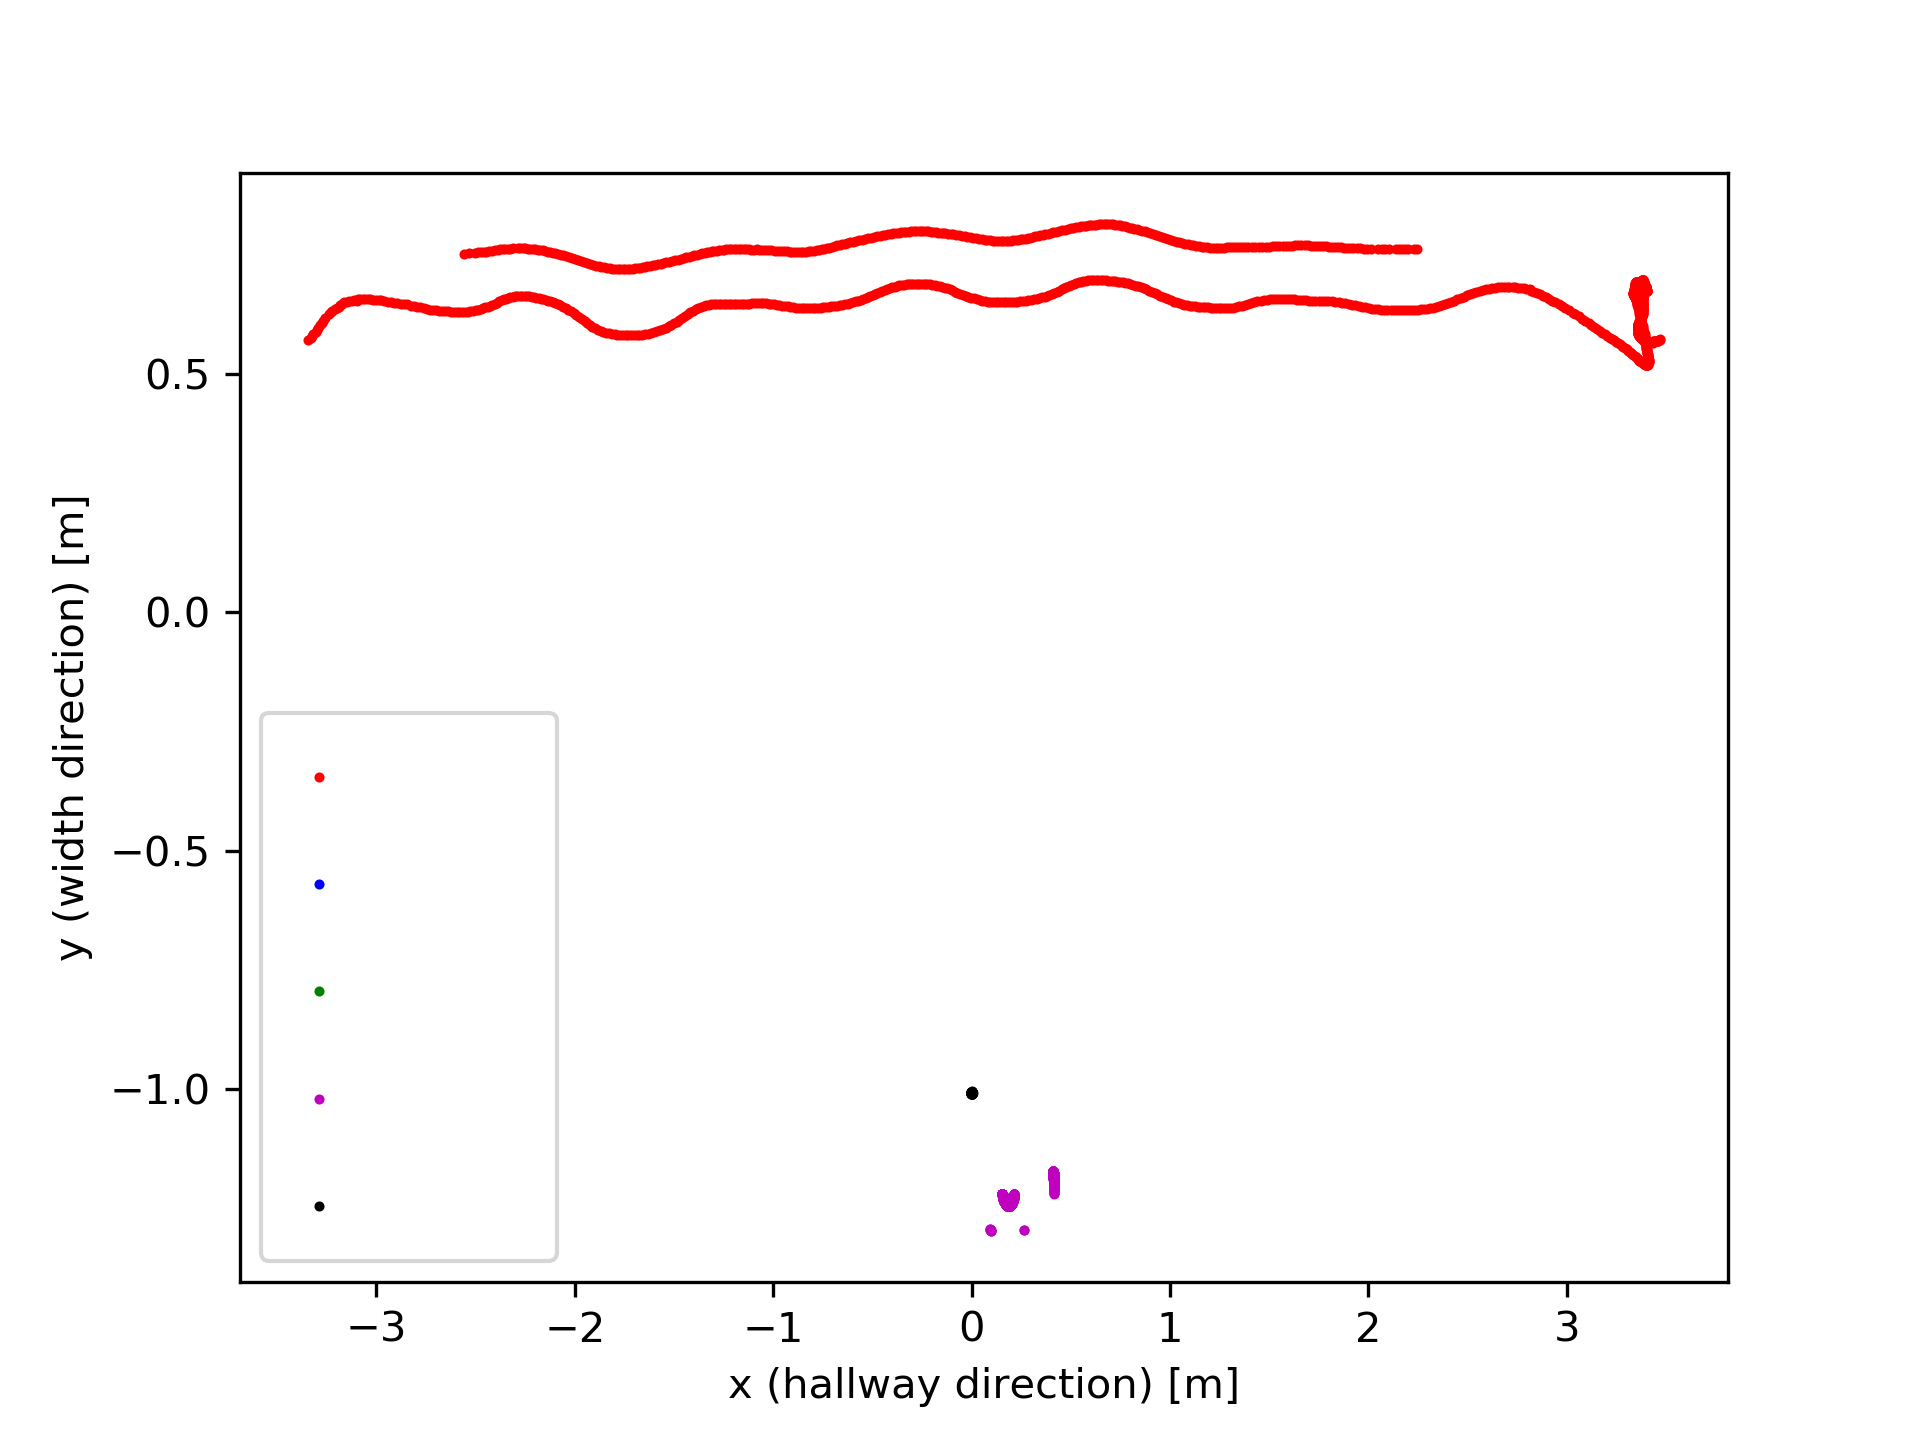 0.5
0.0
−0.5
−1.0
y (width direction) [m]
−3 −2 −1 0 1 2 3
x (hallway direction) [m]